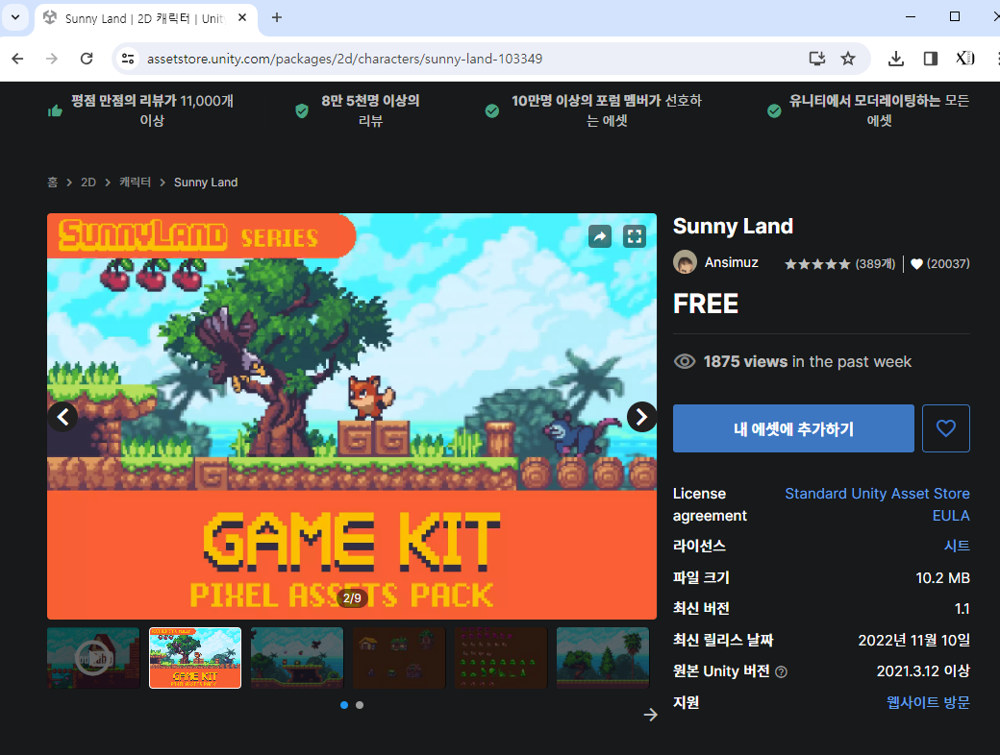 Sunny Land | 2D 캐릭터 | Unit
assetstore.unity.com/packages/2d/characters/sunny-land-103349
평점 만점의 리뷰가 11,000개
이상
8만 5천명 이상의
리뷰
10만명 이상의 포럼 멤버가 선호하
는 에셋
유니티에서 모더레이팅하는 모든
에셋
홈 > 2D > 캐릭터 > Sunny Land
SUNNYLAND SERIES
GAME KIT
PIXEL ASSETS PACK
2/9
GAME KIT
Sunny Land
Ansimuz
(389개)
(20037)
FREE
1875 views in the past week
내 에셋에 추가하기
License agreement
Standard Unity Asset Store EULA
라이선스
시트
파일 크기
10.2 MB
최신 버전
1.1
최신 릴리스 날짜
2022년 11월 10일
원본 Unity 버전
2021.3.12 이상
지원
웹사이트 방문